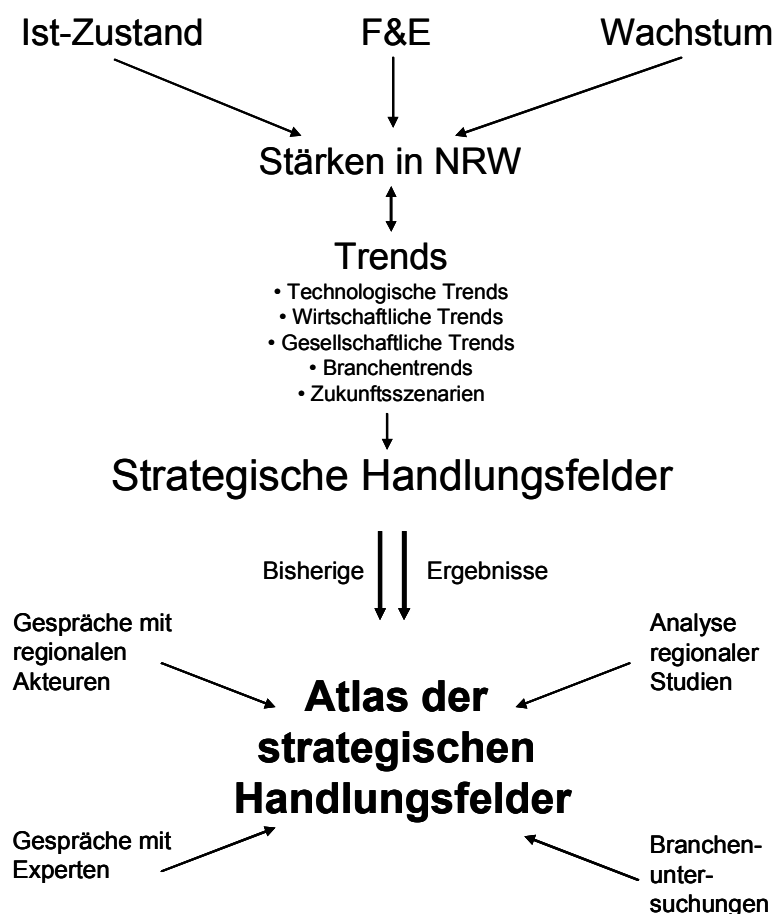 Ist-Zustand F&E Wachstum
Stärken in NRW
Trends
• Technologische Trends
• Wirtschaftliche Trends
• Gesellschaftliche Trends
• Branchentrends
• Zukunftsszenarien
Strategische Handlungsfelder
Bisherige Ergebnisse
Gespräche mit
regionalen
Akteuren
Analyse
regionaler
Studien
Atlas der
strategischen
Handlungsfelder
Gespräche mit
Experten
Branchen-
unter-
suchungen